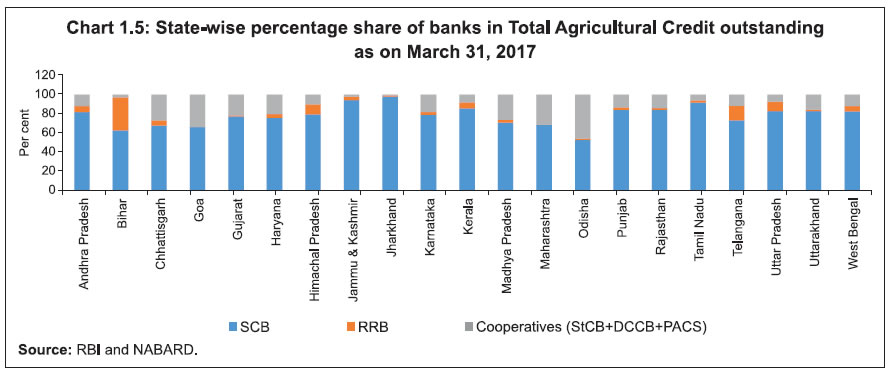 Chart 1.5: State-wise percentage share of banks in Total Agricultural Credit outstanding
as on March 31, 2017
Per cent
120
100
80
60
40
20
0
Andhra Pradesh
Bihar
Chhattisgarh
Goa
Gujarat
Haryana
Himachal Pradesh
Jammu & Kashmir
Jharkhand
Karnataka
Kerala
Madhya Pradesh
Maharashtra
Odisha
Punjab
Rajasthan
Tamil Nadu
Telangana
Uttar Pradesh
Uttarakhand
West Bengal
SCB RRB Cooperatives (StCB+DCCB+PACS)
Source: RBI and NABARD.